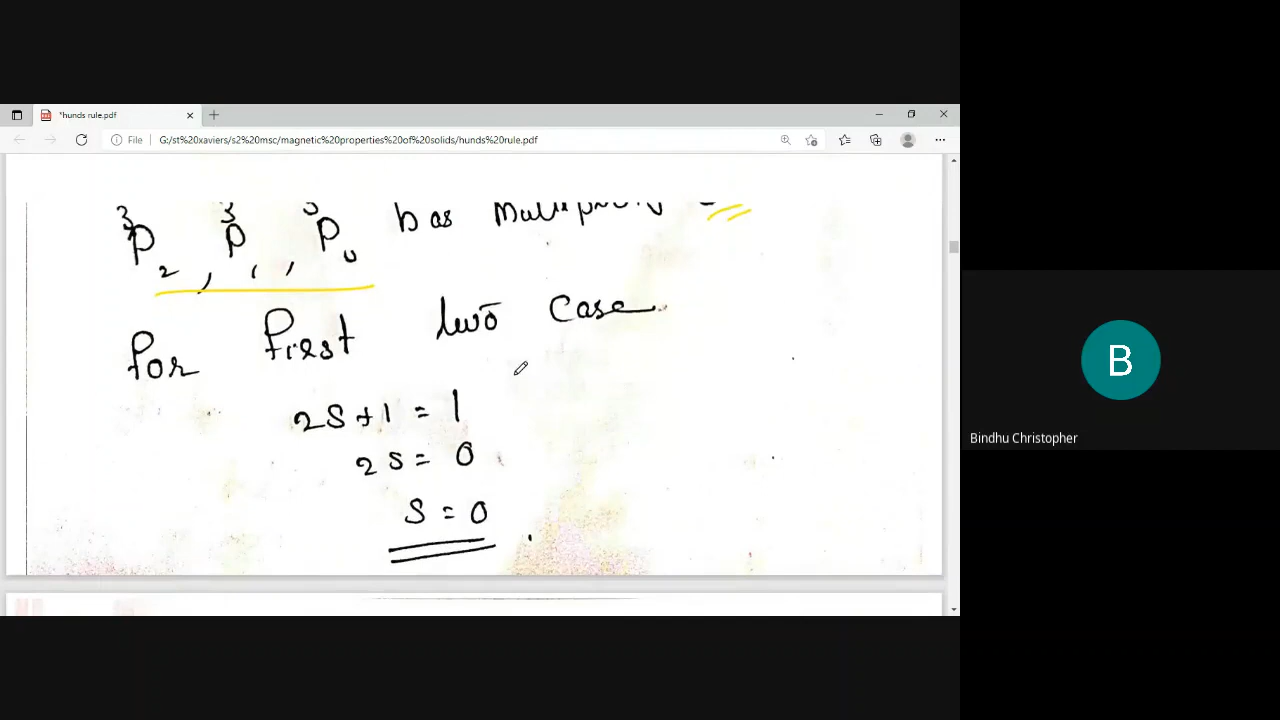 *hunds rule.pdf
File G:/st%20xaviers/s2%20msc/magnetic%20properties%20of%20solids/hunds%20rule.pdf
³P₂, ³P₁, ³P₀ has
For first two case
2S+1 = 1
2S = 0
S = 0
B
Bindhu Christopher